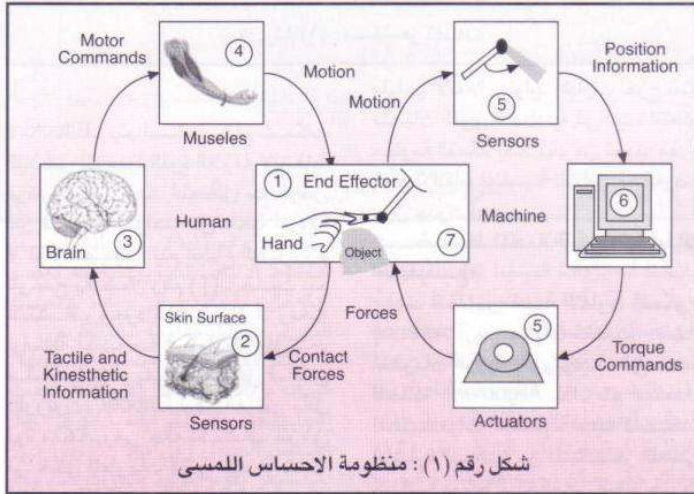 Motor
Commands
4
Museles
Motion
Motion
5
Sensors
Position
Information
Brain
3
Human
1
End Effector
Hand
Object
7
Machine
6
Skin Surface
2
Sensors
Tactile and
Kinesthetic
Information
Contact
Forces
Forces
5
Actuators
Torque
Commands
شكل رقم (١) : منظومة الاحساس اللمسى